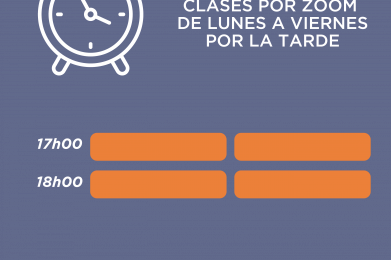 CLASES POR ZOOM
DE LUNES A VIERNES
POR LA TARDE
17h00
18h00